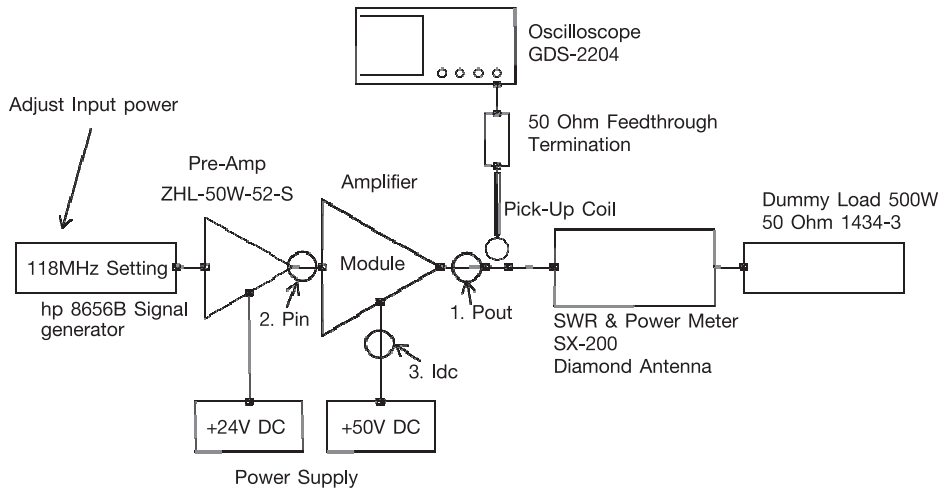 Oscilloscope
GDS-2204
Adjust Input power
50 Ohm Feedthrough
Termination
Pre-Amp
ZHL-50W-52-S
Amplifier
Pick-Up Coil
Dummy Load 500W
50 Ohm 1434-3
118MHz Setting
Module
hp 8656B Signal
generator
2. Pin
1. Pout
SWR & Power Meter
SX-200
Diamond Antenna
3. Idc
+24V DC
+50V DC
Power Supply